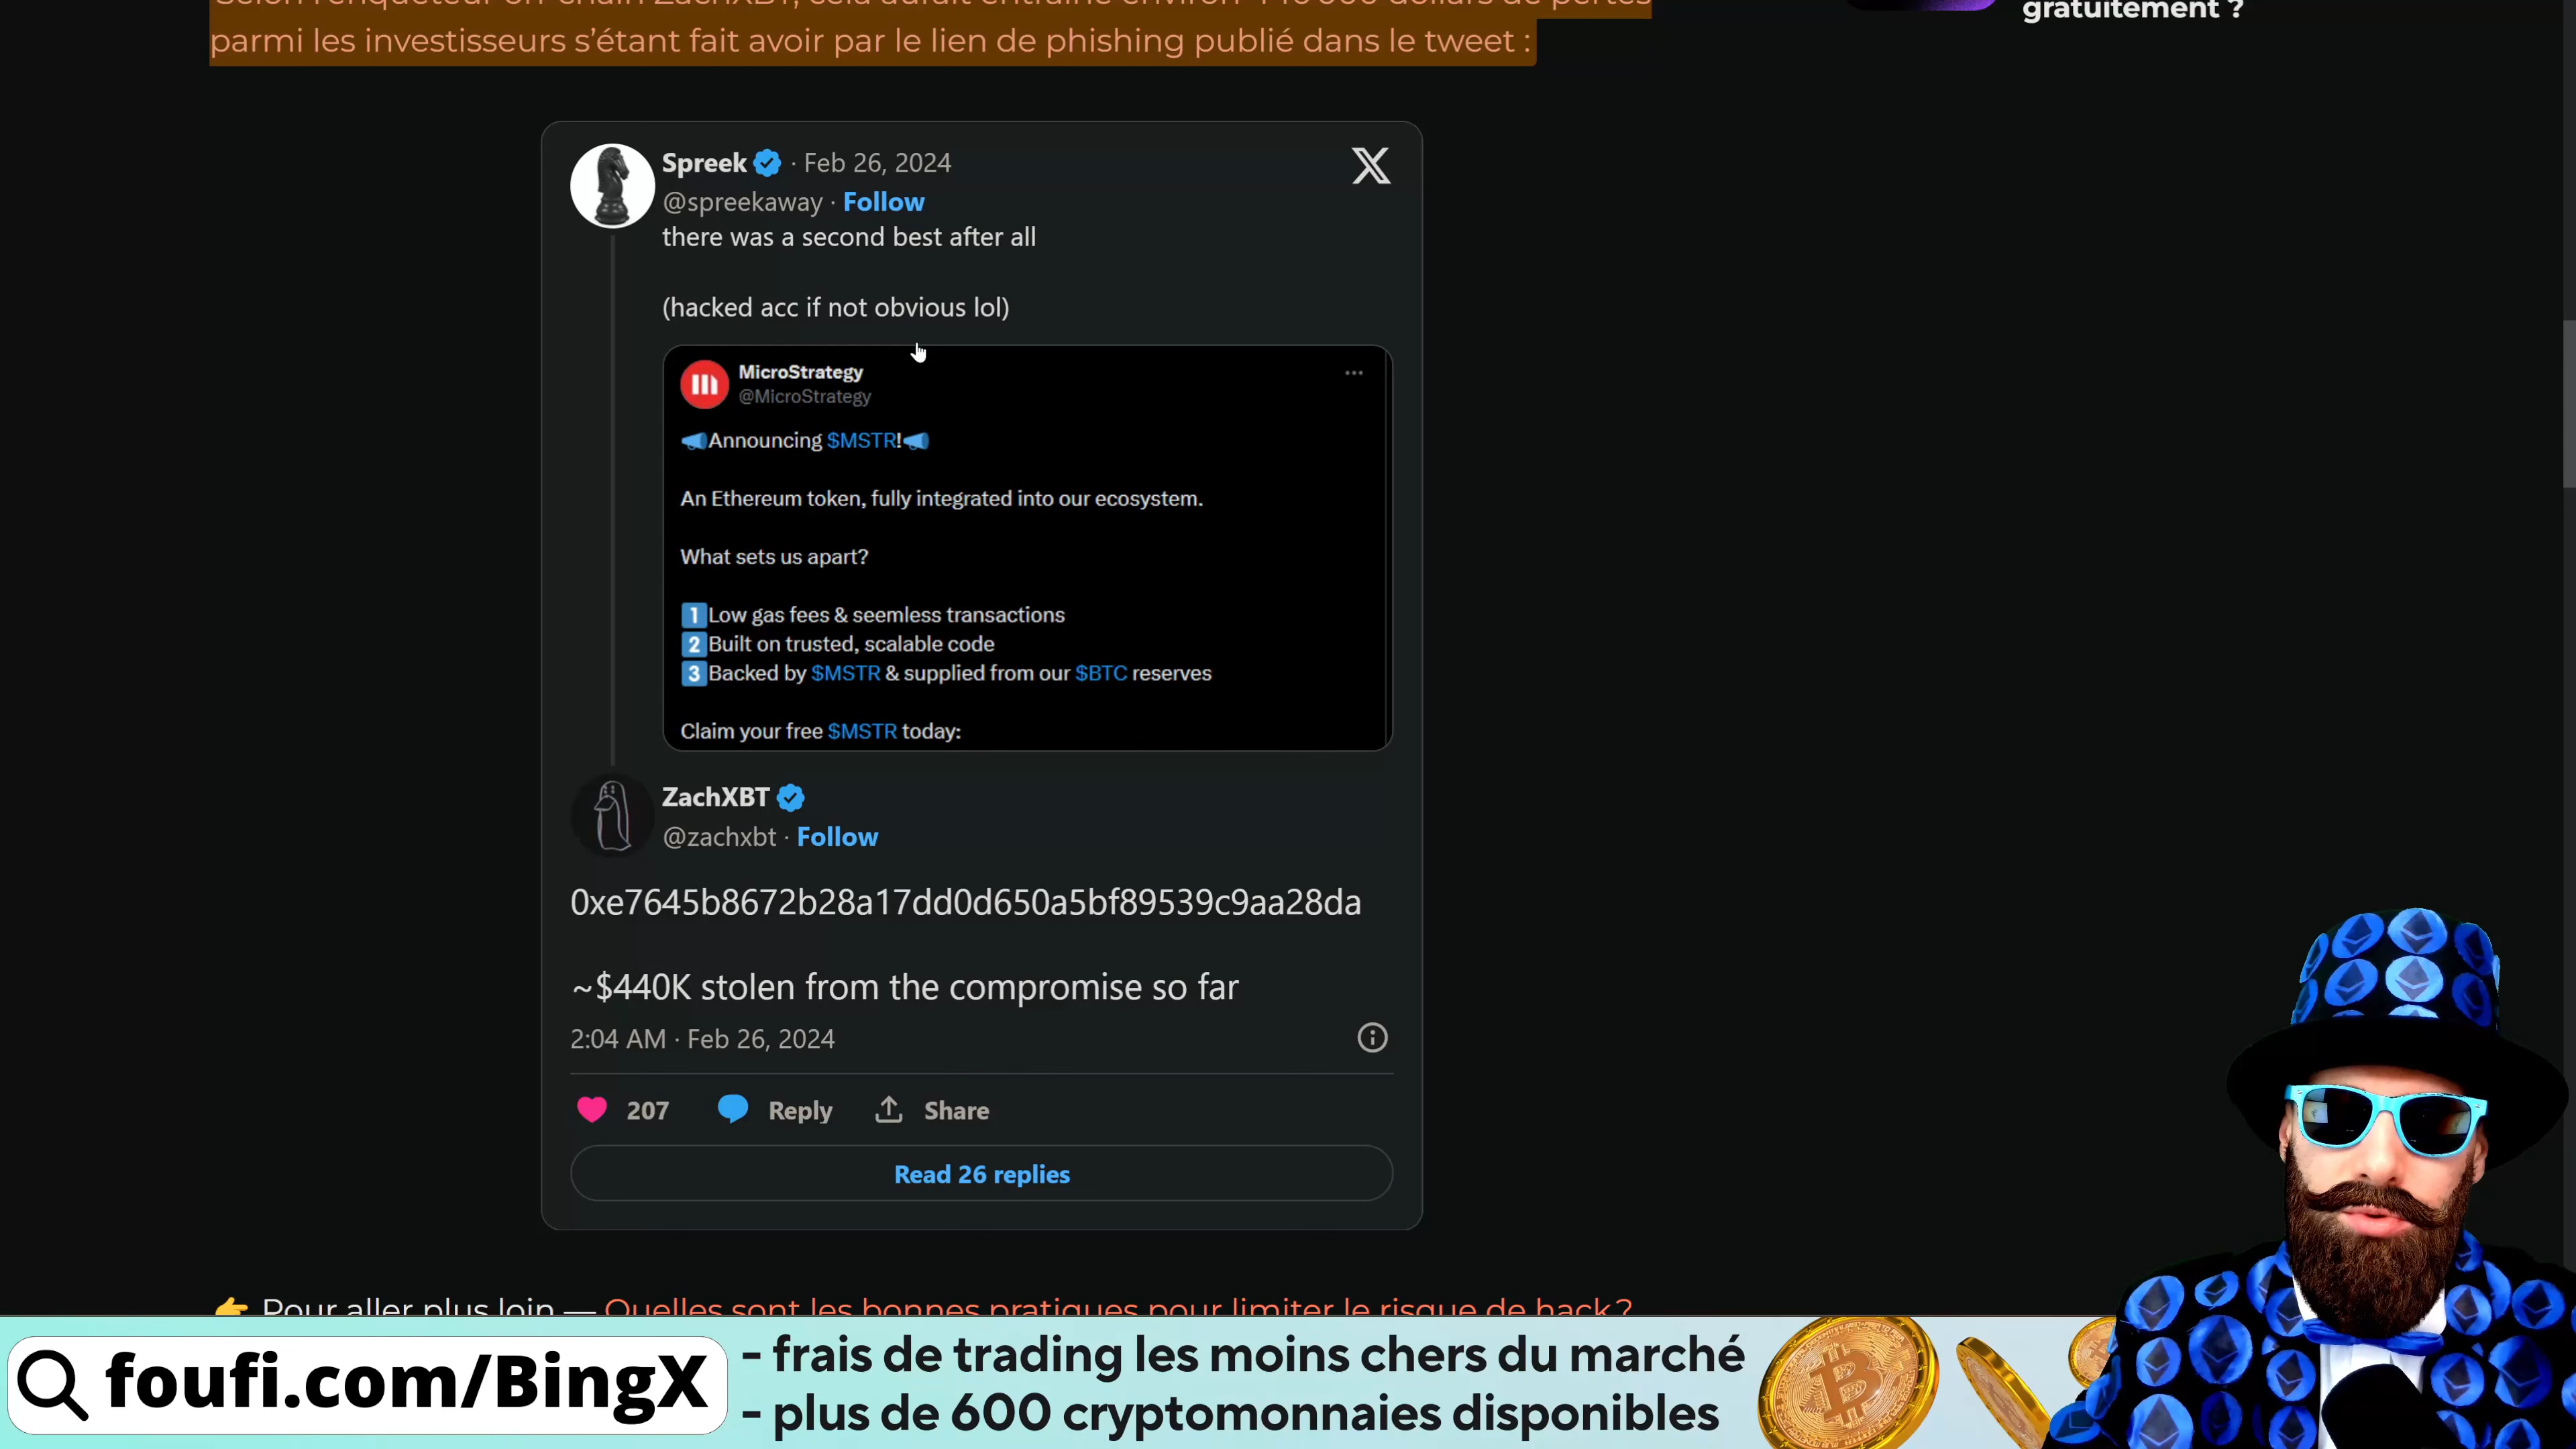 parmi les investisseurs s'étant fait avoir par le lien de phishing publié dans le tweet :
gratuitement ?
Spreek · Feb 26, 2024
@spreekaway · Follow
there was a second best after all
(hacked acc if not obvious lol)
MicroStrategy
@MicroStrategy
📣Announcing $MSTR!📣
An Ethereum token, fully integrated into our ecosystem.
What sets us apart?
1️⃣Low gas fees & seemless transactions
2️⃣Built on trusted, scalable code
3️⃣Backed by $MSTR & supplied from our $BTC reserves
Claim your free $MSTR today:
ZachXBT
@zachxbt · Follow
0xe7645b8672b28a17dd0d650a5bf89539c9aa28da
~$440K stolen from the compromise so far
2:04 AM · Feb 26, 2024
207 Reply Share
Read 26 replies
👉 Pour aller plus loin — Quelles sont les bonnes pratiques pour limiter le risque de hack ?
foufi.com/BingX
- frais de trading les moins chers du marché
- plus de 600 cryptomonnaies disponibles